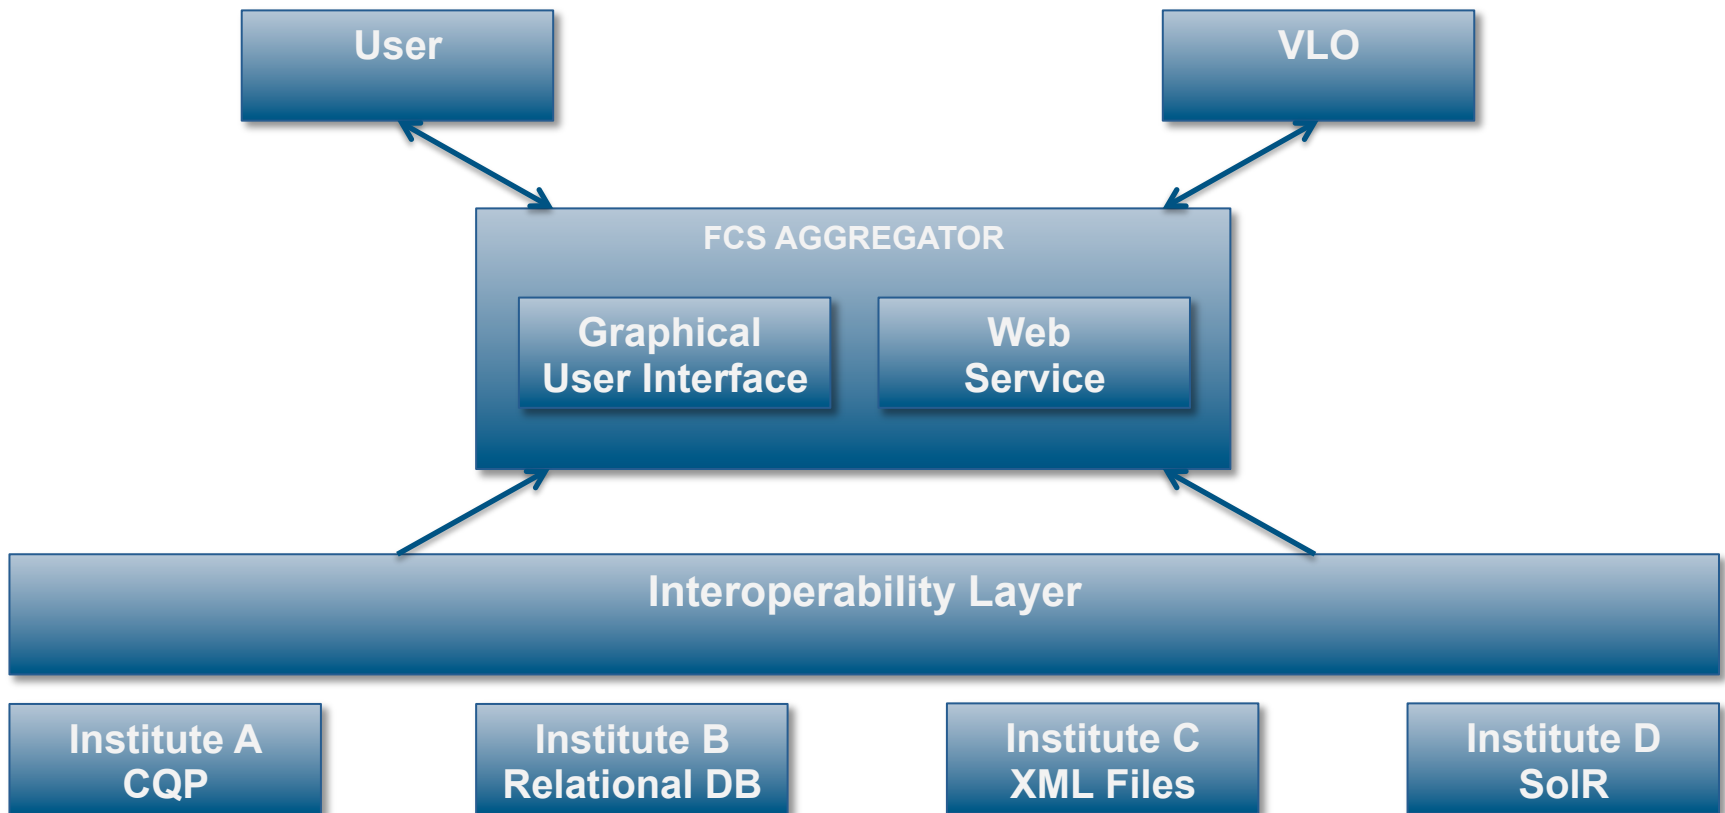 User
VLO
FCS AGGREGATOR
Graphical
User Interface
Web
Service
Interoperability Layer
Institute A
CQP
Institute B
Relational DB
Institute C
XML Files
Institute D
SolR